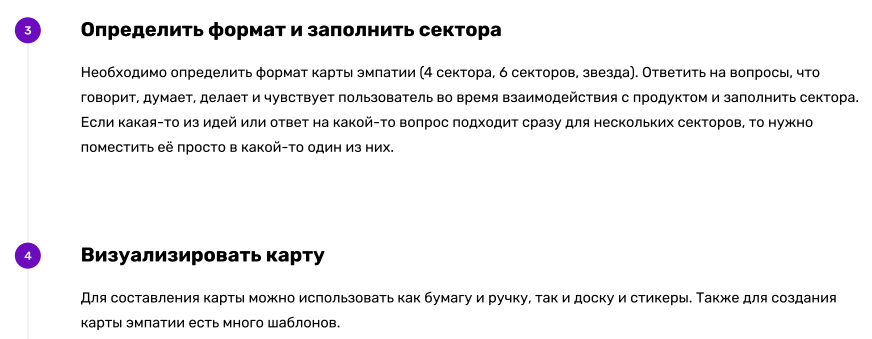 3
Определить формат и заполнить сектора
Необходимо определить формат карты эмпатии (4 сектора, 6 секторов, звезда). Ответить на вопросы, что
говорит, думает, делает и чувствует пользователь во время взаимодействия с продуктом и заполнить сектора.
Если какая-то из идей или ответ на какой-то вопрос подходит сразу для нескольких секторов, то нужно
поместить её просто в какой-то один из них.
4
Визуализировать карту
Для составления карты можно использовать как бумагу и ручку, так и доску и стикеры. Также для создания
карты эмпатии есть много шаблонов.